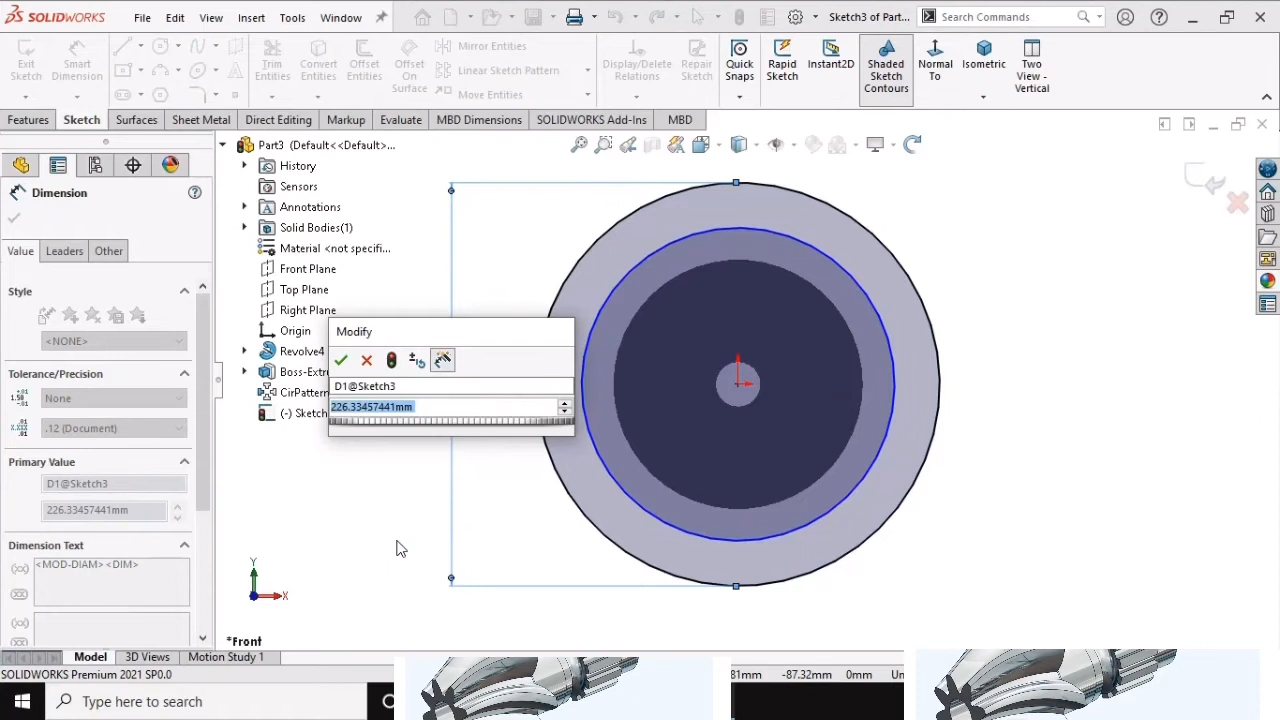 SOLIDWORKS File Edit View Insert Tools Window Sketch3 of Part... Search Commands
Exit Sketch
Smart Dimension
Trim Entities
Convert Entities
Offset Entities
Offset On Surface
Mirror Entities
Linear Sketch Pattern
Move Entities
Display/Delete Relations
Repair Sketch
Quick Snaps
Rapid Sketch
Instant2D
Shaded Sketch Contours
Normal To
Isometric
Two View - Vertical
Features Sketch Surfaces Sheet Metal Direct Editing Markup Evaluate MBD Dimensions SOLIDWORKS Add-Ins MBD
Dimension
Value Leaders Other
Style
<NONE>
Tolerance/Precision
None
.12 (Document)
Primary Value
D1@Sketch3
226.33457441mm
Dimension Text
<MOD-DIAM> <DIM>
Part3 (Default<<Default>...
History
Sensors
Annotations
Solid Bodies(1)
Material <not specifi...
Front Plane
Top Plane
Right Plane
Origin
Revolve4
Boss-Extru
CirPattern
(-) Sketch
Modify
D1@Sketch3
226.33457441mm
Y
X
*Front
Model 3D Views Motion Study 1
SOLIDWORKS Premium 2021 SP0.0 81mm -87.32mm 0mm Un
Type here to search